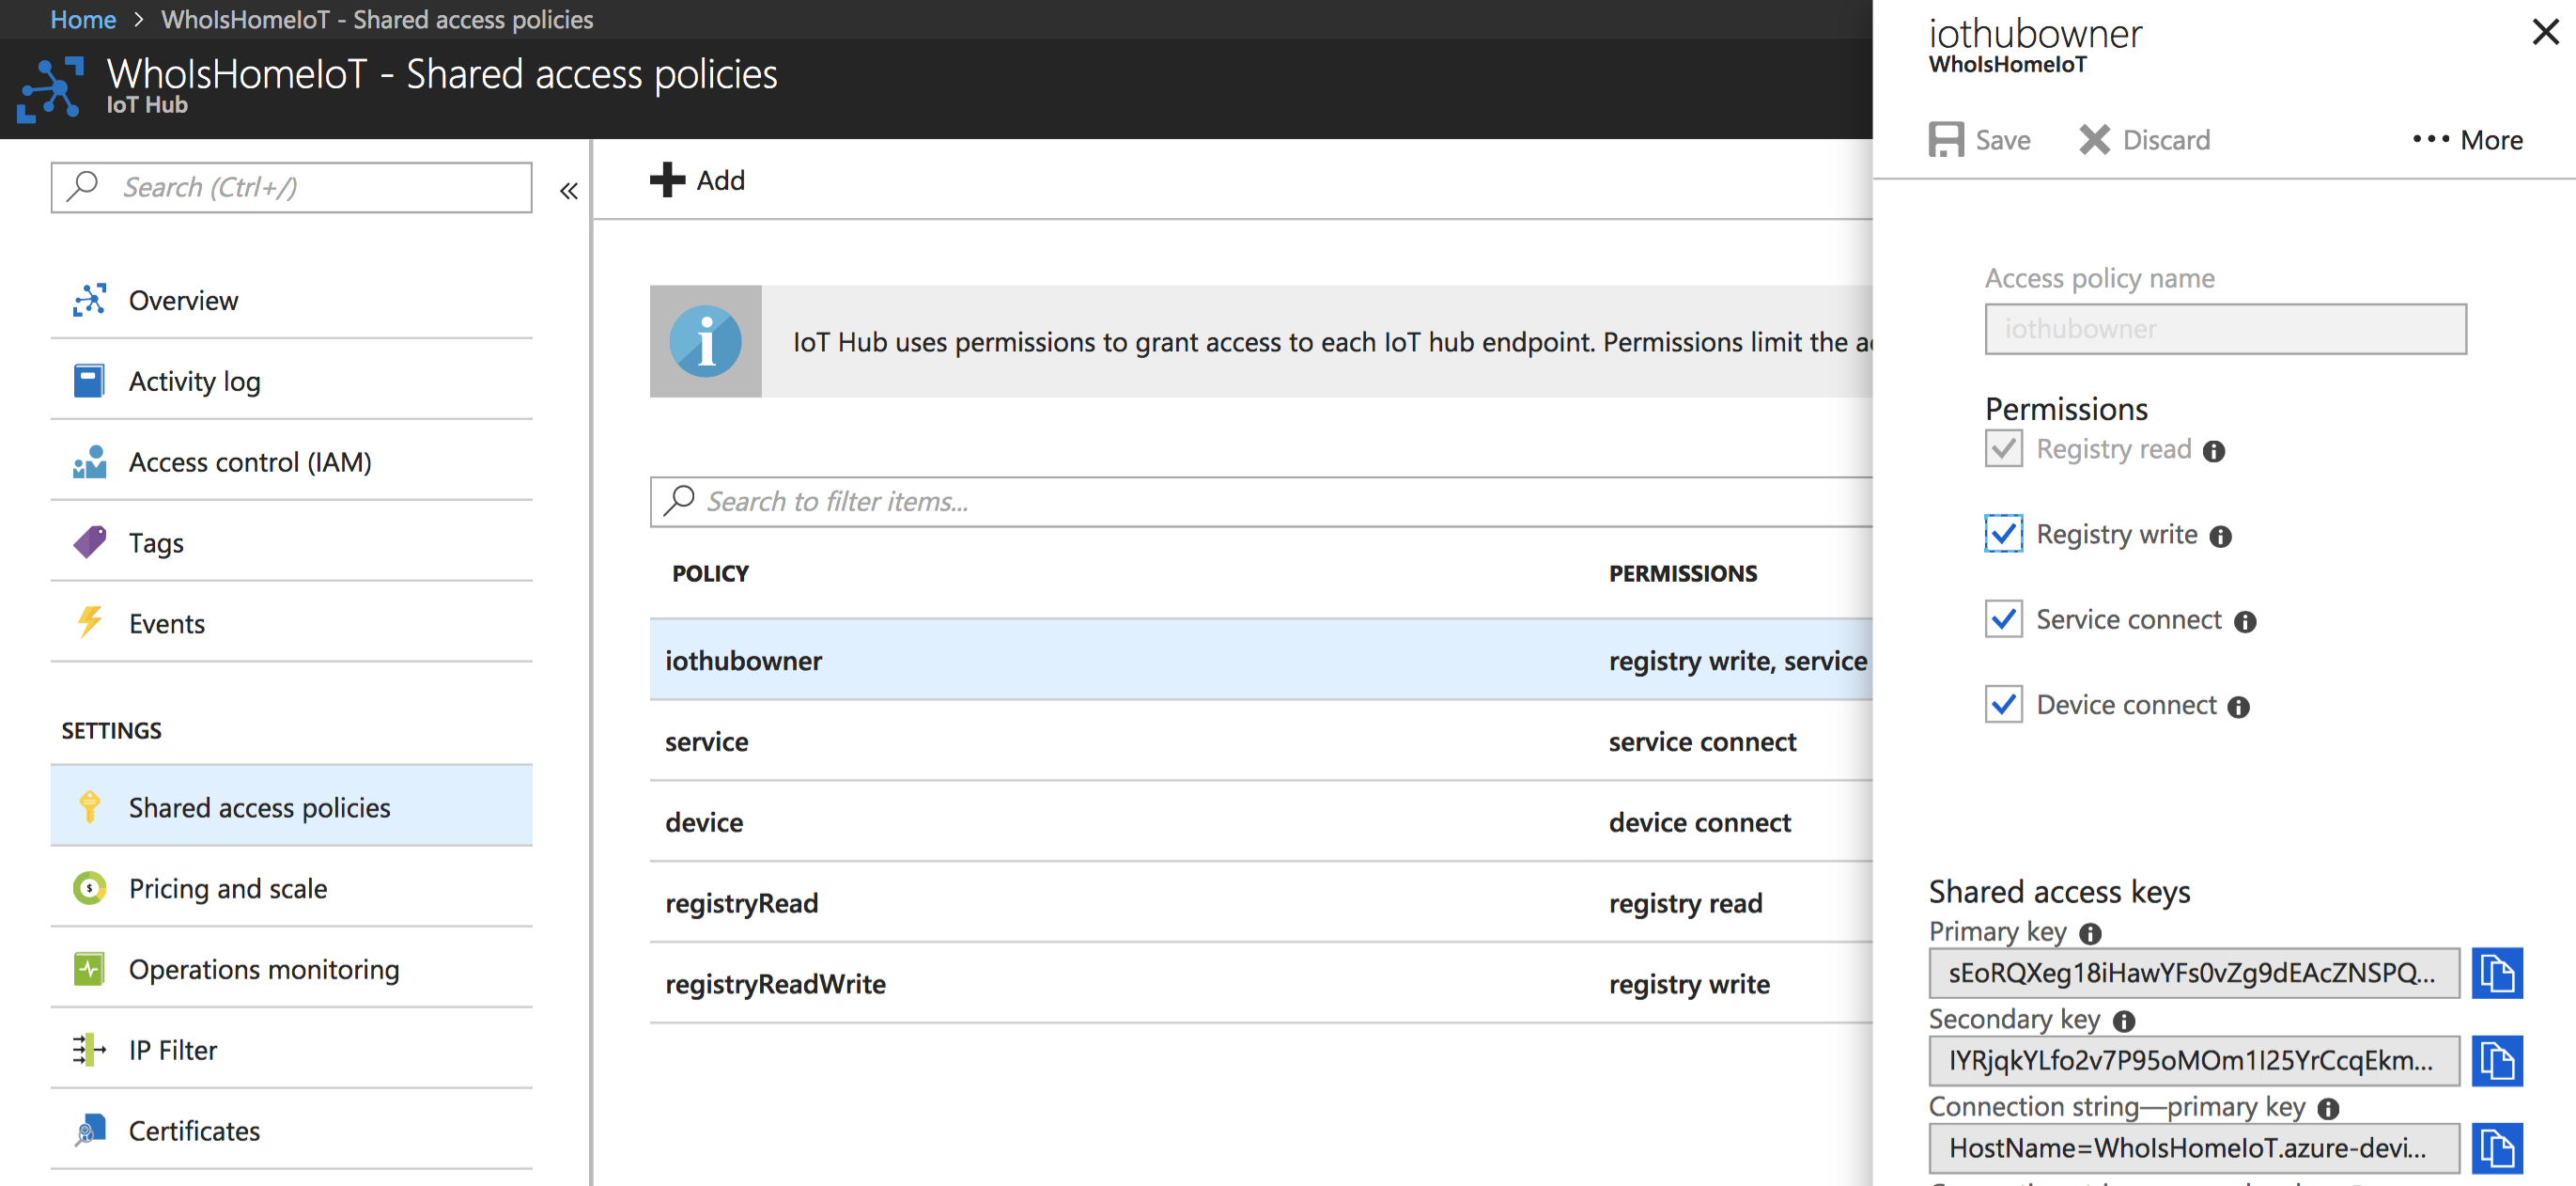 Home > WhoIsHomeIoT - Shared access policies
WhoIsHomeIoT - Shared access policies
IoT Hub
Search (Ctrl+/)
«
Overview
Activity log
Access control (IAM)
Tags
Events
SETTINGS
Shared access policies
Pricing and scale
Operations monitoring
IP Filter
Certificates
Add
IoT Hub uses permissions to grant access to each IoT hub endpoint. Permissions limit the
Search to filter items...
POLICY PERMISSIONS
iothubowner registry write, service
service service connect
device device connect
registryRead registry read
registryReadWrite registry write
iothubowner
WhoIsHomeIoT
Save Discard ••• More
Access policy name
iothubowner
Permissions
Registry read
Registry write
Service connect
Device connect
Shared access keys
Primary key
sEoRQXeg18iHawYFs0vZg9dEAcZNSPQ...
Secondary key
IYRjqkYLfo2v7P95oMOm1I25YrCcqEkm...
Connection string—primary key
HostName=WhoIsHomeIoT.azure-devi...